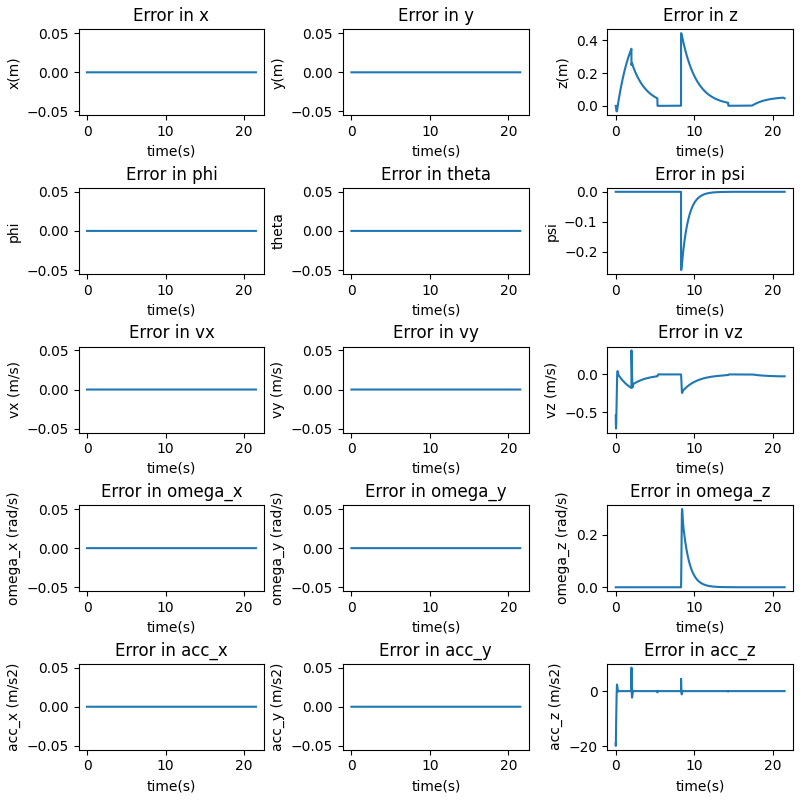 Error in x
0.05
0.00
−0.05
x(m)
0
10
20
time(s)
Error in y
0.05
0.00
−0.05
y(m)
0
10
20
time(s)
Error in z
0.4
0.2
0.0
z(m)
0
10
20
time(s)
Error in phi
0.05
0.00
−0.05
phi
0
10
20
time(s)
Error in theta
0.05
0.00
−0.05
theta
0
10
20
time(s)
Error in psi
0.0
−0.1
−0.2
psi
0
10
20
time(s)
Error in vx
0.05
0.00
−0.05
vx (m/s)
0
10
20
time(s)
Error in vy
0.05
0.00
−0.05
vy (m/s)
0
10
20
time(s)
Error in vz
0.0
−0.5
vz (m/s)
0
10
20
time(s)
Error in omega_x
0.05
0.00
−0.05
omega_x (rad/s)
0
10
20
time(s)
Error in omega_y
0.05
0.00
−0.05
omega_y (rad/s)
0
10
20
time(s)
Error in omega_z
0.2
0.0
omega_z (rad/s)
0
10
20
time(s)
Error in acc_x
0.05
0.00
−0.05
acc_x (m/s2)
0
10
20
time(s)
Error in acc_y
0.05
0.00
−0.05
acc_y (m/s2)
0
10
20
time(s)
Error in acc_z
0
−20
acc_z (m/s2)
0
10
20
time(s)